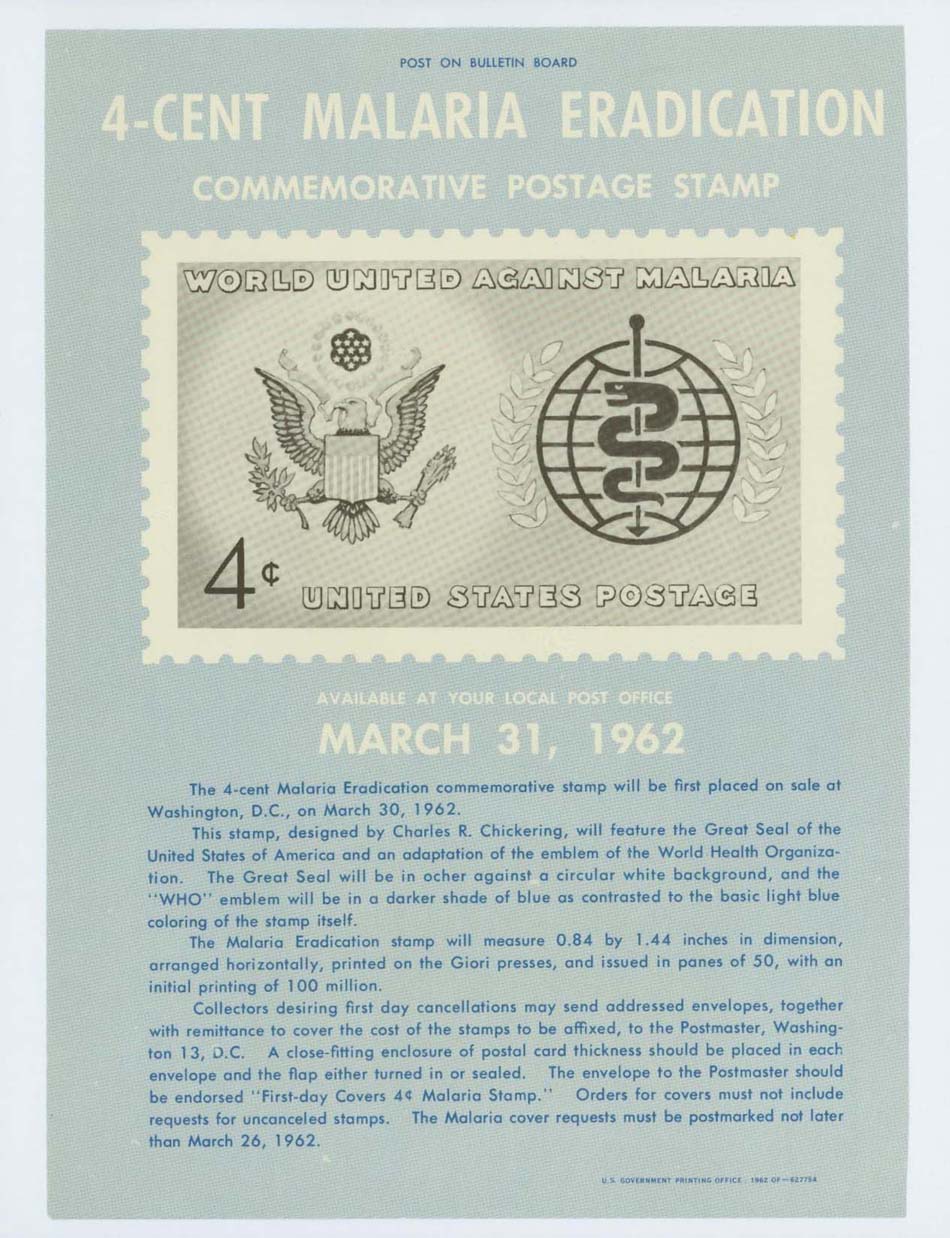 POST ON BULLETIN BOARD
4-CENT MALARIA ERADICATION
COMMEMORATIVE POSTAGE STAMP
WORLD UNITED AGAINST MALARIA
4¢ UNITED STATES POSTAGE
AVAILABLE AT YOUR LOCAL POST OFFICE
MARCH 31, 1962
The 4-cent Malaria Eradication commemorative stamp will be first placed on sale at
Washington, D.C., on March 30, 1962.
This stamp, designed by Charles R. Chickering, will feature the Great Seal of the
United States of America and an adaptation of the emblem of the World Health Organiza-
tion. The Great Seal will be in ocher against a circular white background, and the
"WHO" emblem will be in a darker shade of blue as contrasted to the basic light blue
coloring of the stamp itself.
The Malaria Eradication stamp will measure 0.84 by 1.44 inches in dimension,
arranged horizontally, printed on the Giori presses, and issued in panes of 50, with an
initial printing of 100 million.
Collectors desiring first day cancellations may send addressed envelopes, together
with remittance to cover the cost of the stamps to be affixed, to the Postmaster, Washing-
ton 13, D.C. A close-fitting enclosure of postal card thickness should be placed in each
envelope and the flap either turned in or sealed. The envelope to the Postmaster should
be endorsed "First-day Covers 4¢ Malaria Stamp." Orders for covers must not include
requests for uncanceled stamps. The Malaria cover requests must be postmarked not later
than March 26, 1962.
U.S. GOVERNMENT PRINTING OFFICE : 1962 OF—627754